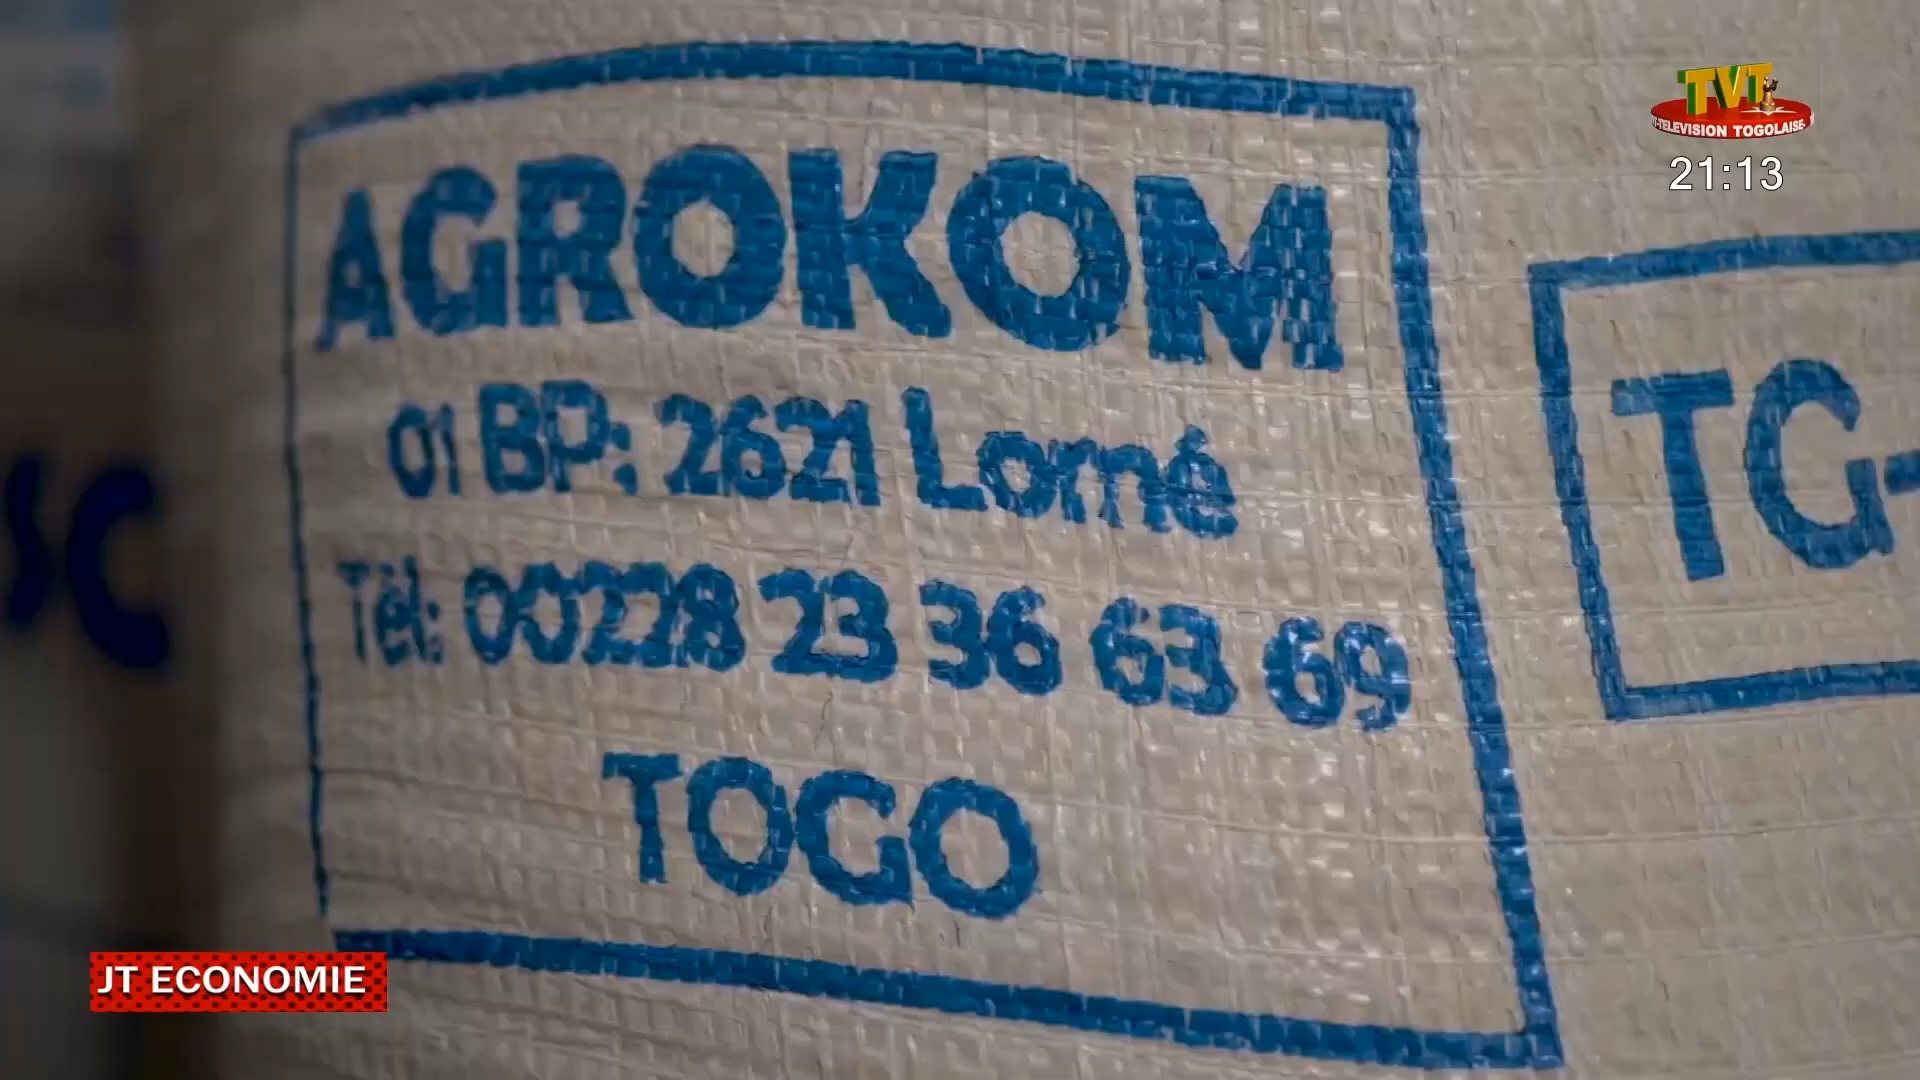 AGROKOM
01 BP: 2621 Lomé
Tél: 00228 23 36 63 69
TOGO
TG-
SC
TVT
TELEVISION TOGOLAISE
21:13
JT ECONOMIE